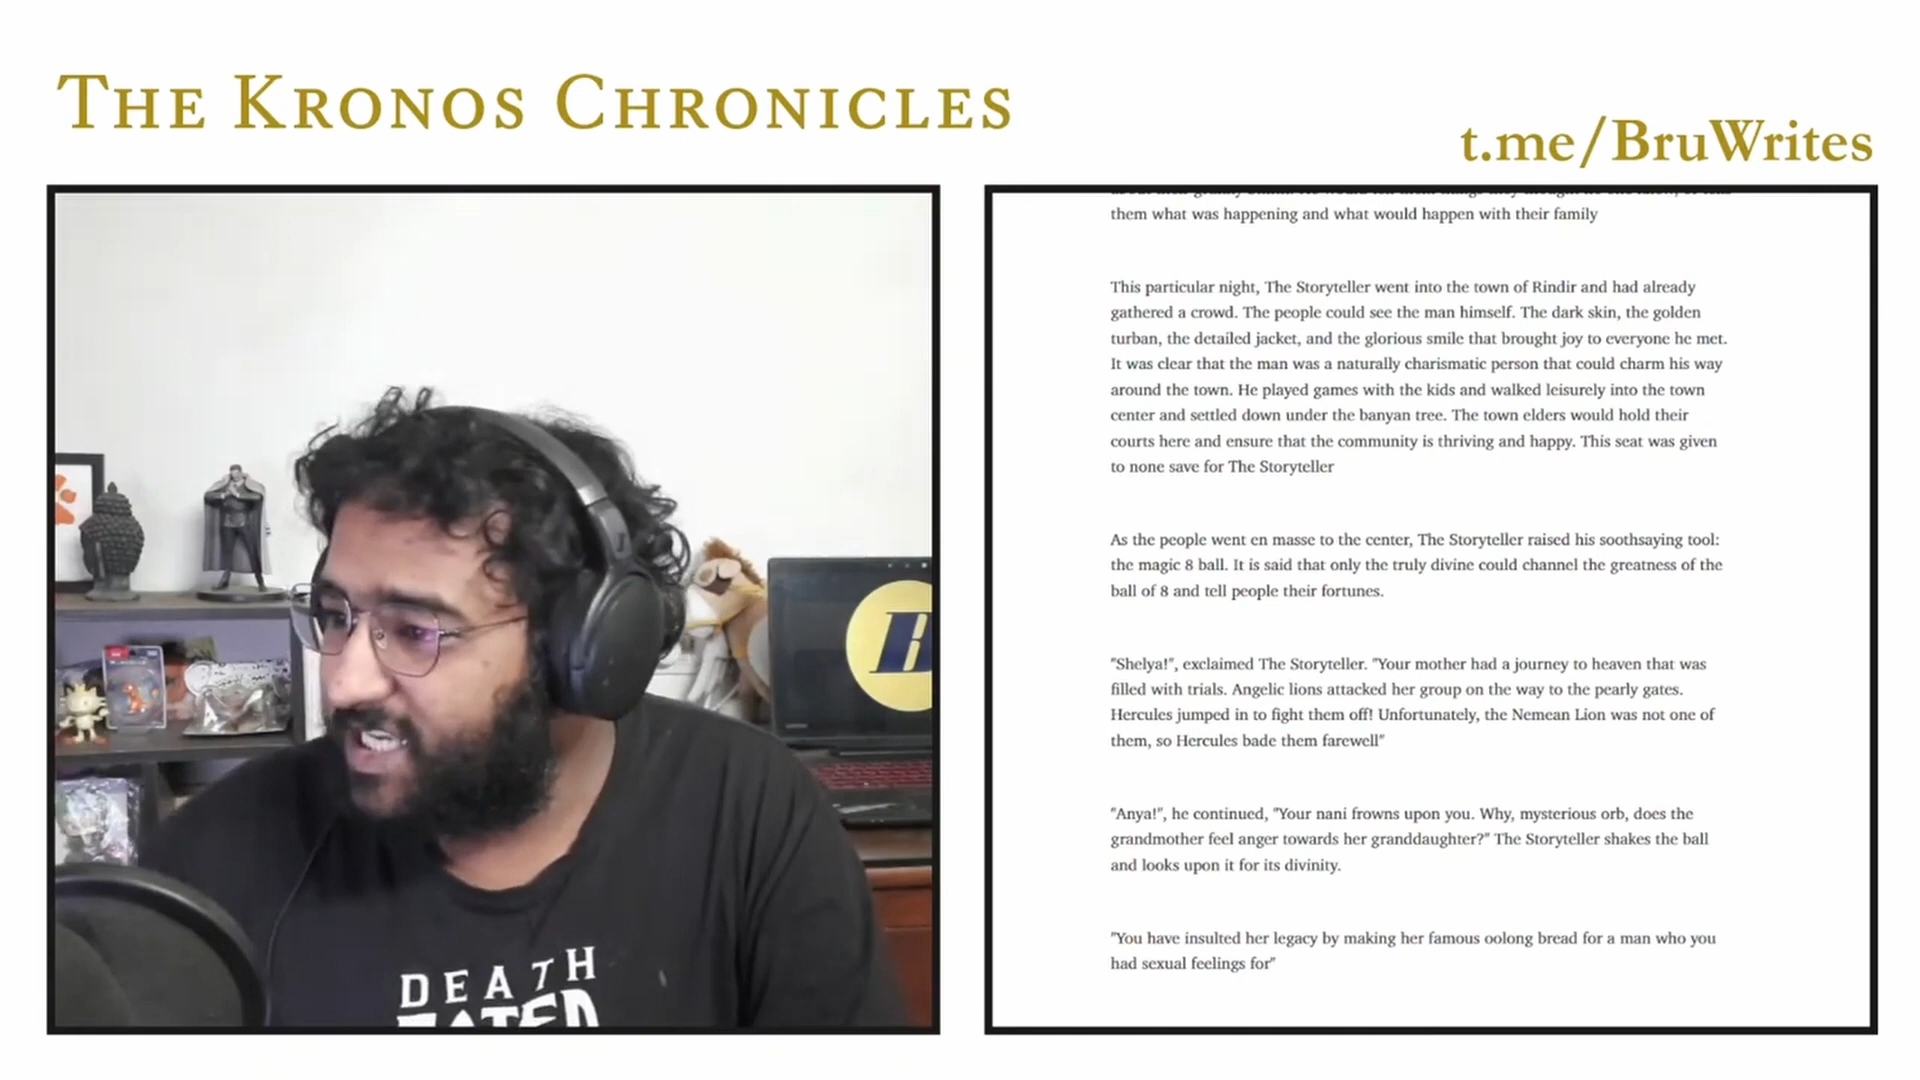 THE KRONOS CHRONICLES
t.me/BruWrites
them what was happening and what would happen with their family
This particular night, The Storyteller went into the town of Rindir and had already
gathered a crowd. The people could see the man himself. The dark skin, the golden
turban, the detailed jacket, and the glorious smile that brought joy to everyone he met.
It was clear that the man was a naturally charismatic person that could charm his way
around the town. He played games with the kids and walked leisurely into the town
center and settled down under the banyan tree. The town elders would hold their
courts here and ensure that the community is thriving and happy. This seat was given
to none save for The Storyteller
As the people went en masse to the center, The Storyteller raised his soothsaying tool:
the magic 8 ball. It is said that only the truly divine could channel the greatness of the
ball of 8 and tell people their fortunes.
"Shelya!", exclaimed The Storyteller. "Your mother had a journey to heaven that was
filled with trials. Angelic lions attacked her group on the way to the pearly gates.
Hercules jumped in to fight them off! Unfortunately, the Nemean Lion was not one of
them, so Hercules bade them farewell"
"Anya!", he continued, "Your nani frowns upon you. Why, mysterious orb, does the
grandmother feel anger towards her granddaughter?" The Storyteller shakes the ball
and looks upon it for its divinity.
"You have insulted her legacy by making her famous oolong bread for a man who you
had sexual feelings for"
DEATH